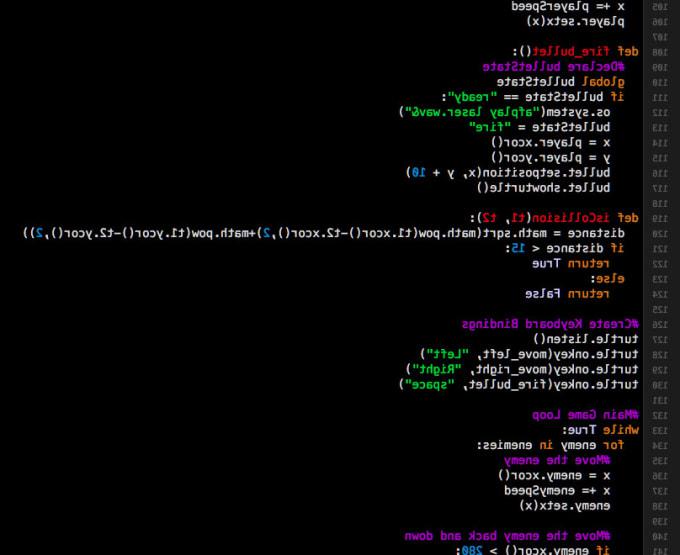 105 x += playerSpeed
106 player.setx(x)
107
108 def fire_bullet():
109 #Declare bulletState
110 global bulletState
111 if bulletState == "ready":
112 os.system("afplay laser.wav&")
113 bulletState = "fire"
114 x = player.xcor()
115 y = player.ycor()
116 bullet.setposition(x, y + 10)
117 bullet.showturtle()
118
119 def isCollision(t1, t2):
120 distance = math.sqrt(math.pow(t1.xcor()-t2.xcor(),2)+math.pow(t1.ycor()-t2.ycor(),2))
121 if distance < 15:
122 return True
123 else:
124 return False
125
126 #Create Keyboard Bindings
127 turtle.listen()
128 turtle.onkey(move_left, "Left")
129 turtle.onkey(move_right, "Right")
130 turtle.onkey(fire_bullet, "space")
131
132 #Main Game Loop
133 while True:
134 for enemy in enemies:
135 #Move the enemy
136 x = enemy.xcor()
137 x += enemySpeed
138 enemy.setx(x)
139
140 #Move the enemy back and down
141 if enemy.xcor() > 280: